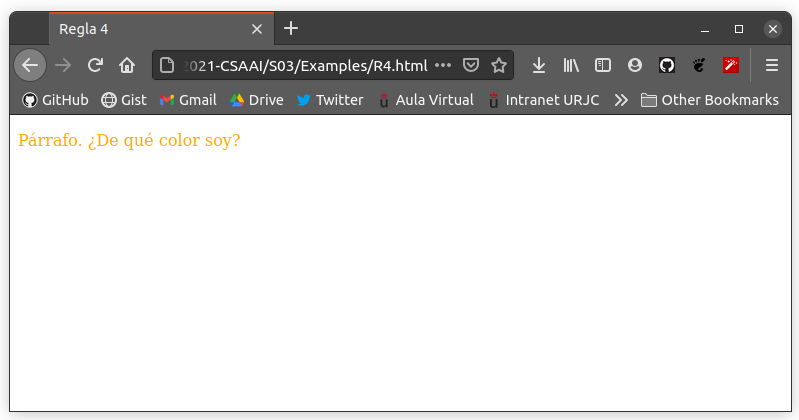 Regla 4
2021-CSAAI/S03/Examples/R4.html
GitHub Gist Gmail Drive Twitter Aula Virtual Intranet URJC Other Bookmarks
Párrafo. ¿De qué color soy?